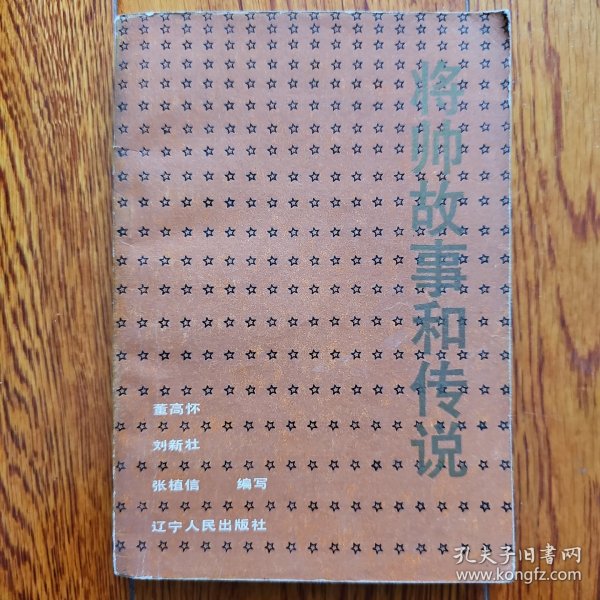 将帅故事和传说
董高怀
刘新壮
张植信 编写
辽宁人民出版社
孔夫子旧书网
www.kongfz.com